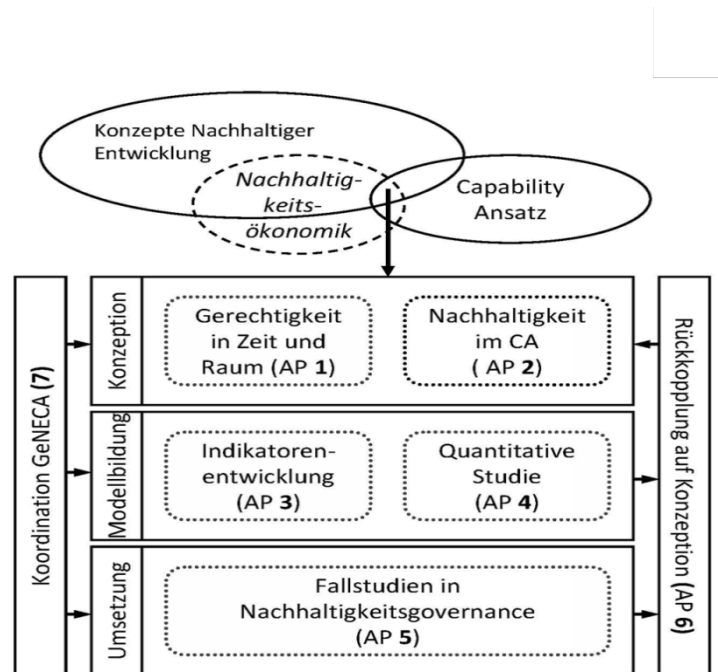 Konzepte Nachhaltiger
Entwicklung
Nachhaltig-
keits-
ökonomik
Capability
Ansatz
Koordination GeNECA (7)
Konzeption
Gerechtigkeit
in Zeit und
Raum (AP 1)
Nachhaltigkeit
im CA
( AP 2)
Modellbildung
Indikatoren-
entwicklung
(AP 3)
Quantitative
Studie
(AP 4)
Umsetzung
Fallstudien in
Nachhaltigkeitsgovernance
(AP 5)
Rückkopplung auf Konzeption (AP 6)